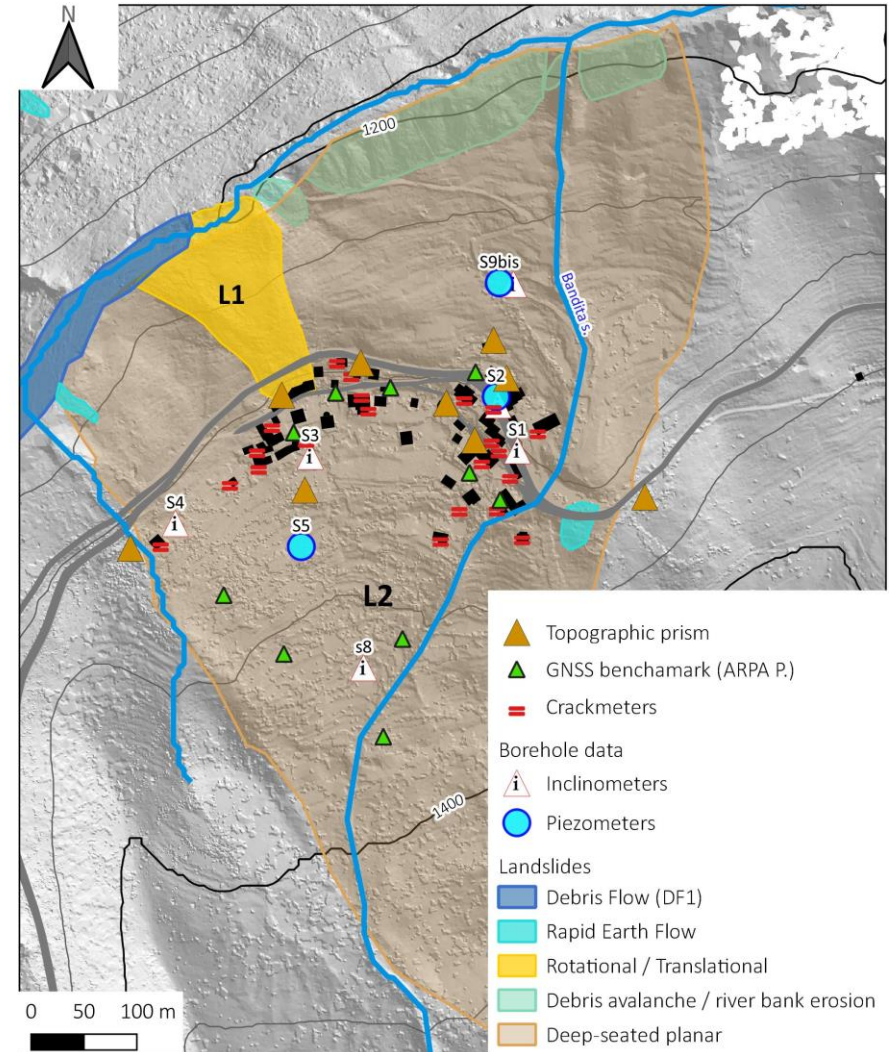 N
1200
L1
S9bis
i
Bandita s.
S2
S3
i
S1
i
S4
i
S5
L2
s8
i
1400
Topographic prism
GNSS benchamark (ARPA P.)
Crackmeters
Borehole data
i
Inclinometers
Piezometers
Landslides
Debris Flow (DF1)
Rapid Earth Flow
Rotational / Translational
Debris avalanche / river bank erosion
Deep-seated planar
0 50 100 m